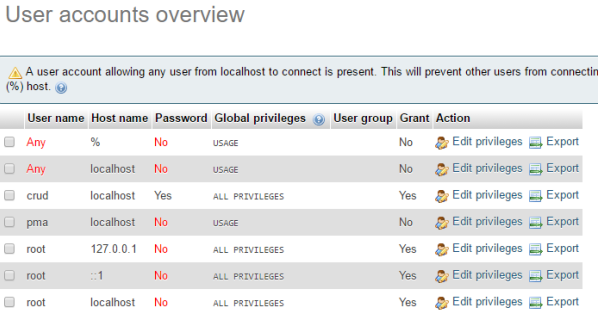 User accounts overview
A user account allowing any user from localhost to connect is present. This will prevent other users from connectin
(%) host.
User name Host name Password Global privileges User group Grant Action
Any % No USAGE No Edit privileges Export
Any localhost No USAGE No Edit privileges Export
crud localhost Yes ALL PRIVILEGES Yes Edit privileges Export
pma localhost No USAGE No Edit privileges Export
root 127.0.0.1 No ALL PRIVILEGES Yes Edit privileges Export
root ::1 No ALL PRIVILEGES Yes Edit privileges Export
root localhost No ALL PRIVILEGES Yes Edit privileges Export